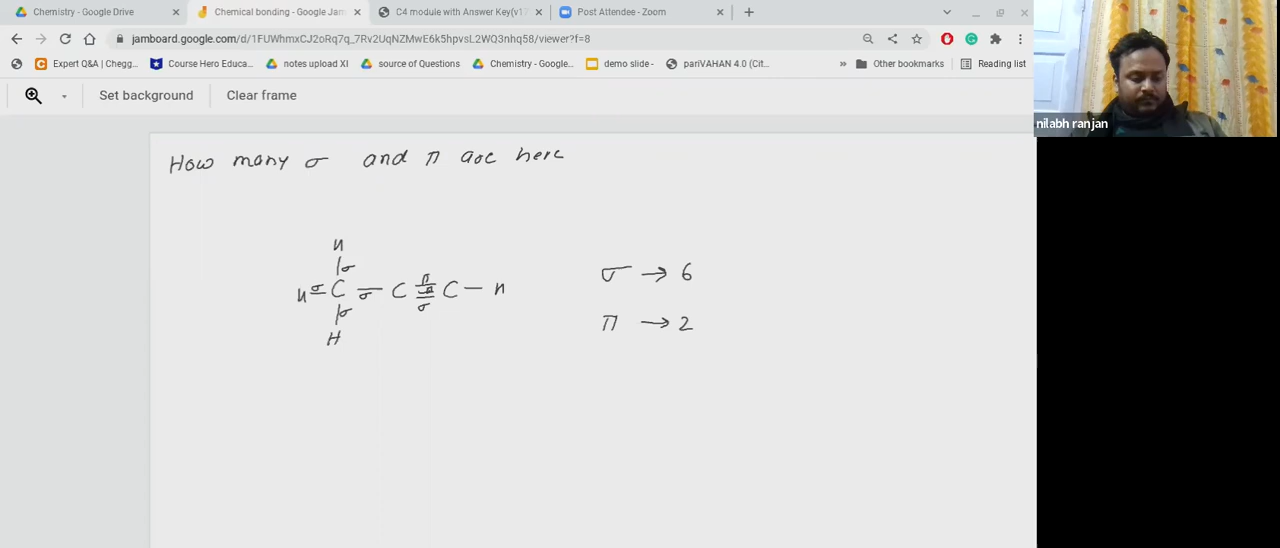 Chemistry - Google Drive
Chemical bonding - Google Jam
C4 module with Answer Key(v1
Post Attendee - Zoom
jamboard.google.com/d/1FUWhmxCJ2oRq7q_7Rv2UqNZMwE6k5hpvsL2WQ3nhq58/viewer?f=8
Expert Q&A | Chegg...
Course Hero Educa...
notes upload XI
source of Questions
Chemistry - Google...
demo slide -
pariVAHAN 4.0 (Cit...
»
Other bookmarks
Reading list
Set background
Clear frame
nilabh ranjan
How many σ and π are here
H
σ
H σ C σ C π π σ C - H
σ
H
σ → 6
π → 2